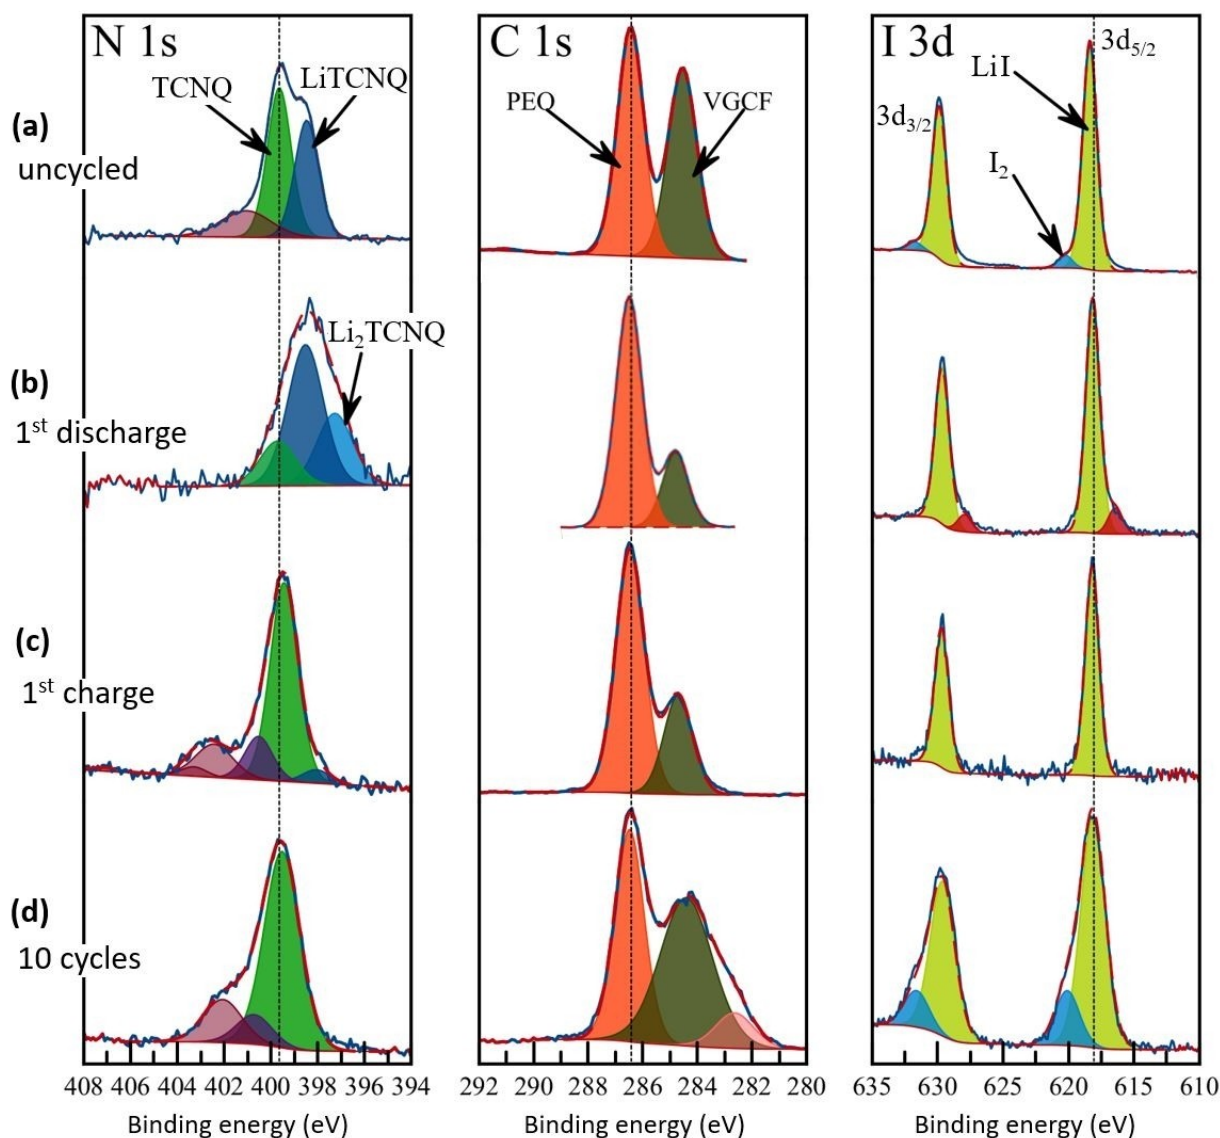 N 1s
TCNQ
LiTCNQ
C 1s
PEQ
VGCF
I 3d
3d5/2
LiI
3d3/2
I2
(a)
uncycled
Li2TCNQ
(b)
1st discharge
(c)
1st charge
(d)
10 cycles
408 406 404 402 400 398 396 394
292 290 288 286 284 282 280
635 630 625 620 615 610
Binding energy (eV)
Binding energy (eV)
Binding energy (eV)